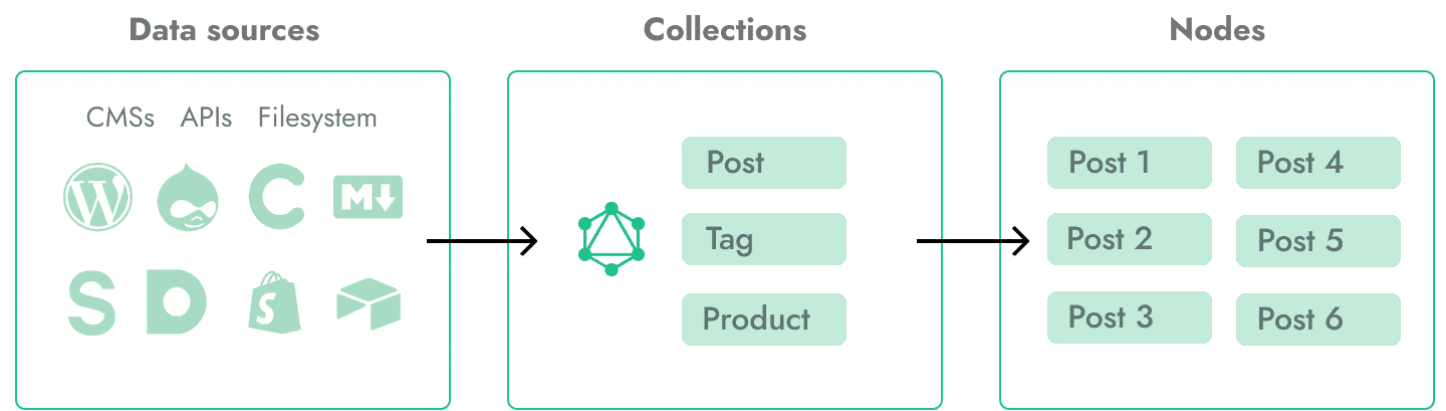 Data sources
CMSs APIs Filesystem
W C M
S D S
Collections
Post
Tag
Product
Nodes
Post 1 Post 4
Post 2 Post 5
Post 3 Post 6